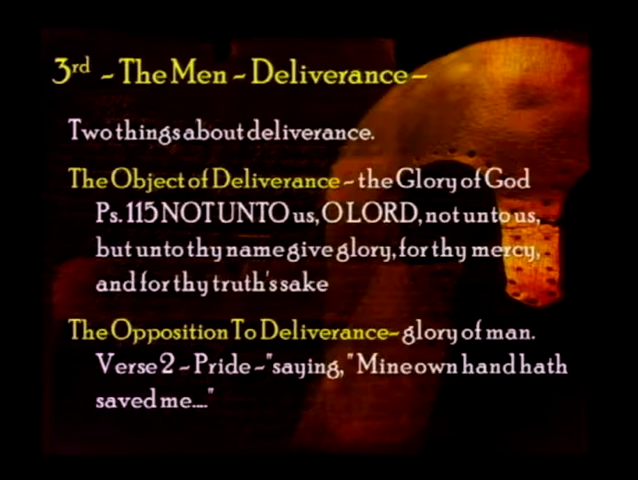 3rd ~ The Men ~ Deliverance ~
Two things about deliverance.
The Object of Deliverance ~ the Glory of God
Ps. 115 NOT UNTO us, O LORD, not unto us,
but unto thy name give glory, for thy mercy,
and for thy truth's sake
The Opposition To Deliverance~ glory of man.
Verse 2 ~ Pride ~ "saying, "Mine own hand hath
saved me...."